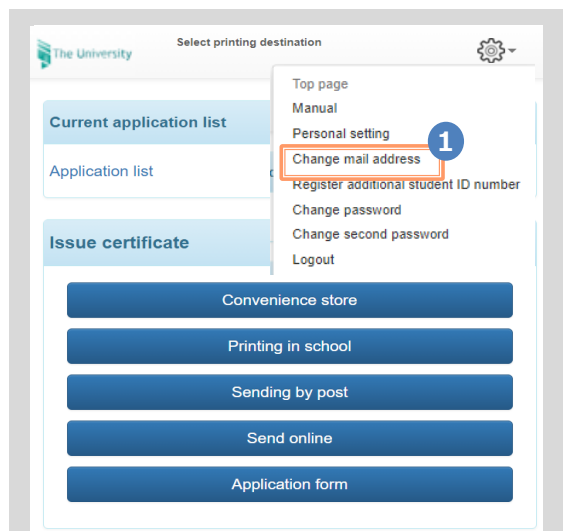 The University
Select printing destination
Top page
Manual
Personal setting
1
Change mail address
Register additional student ID number
Change password
Change second password
Logout
Current application list
Application list
Issue certificate
Convenience store
Printing in school
Sending by post
Send online
Application form